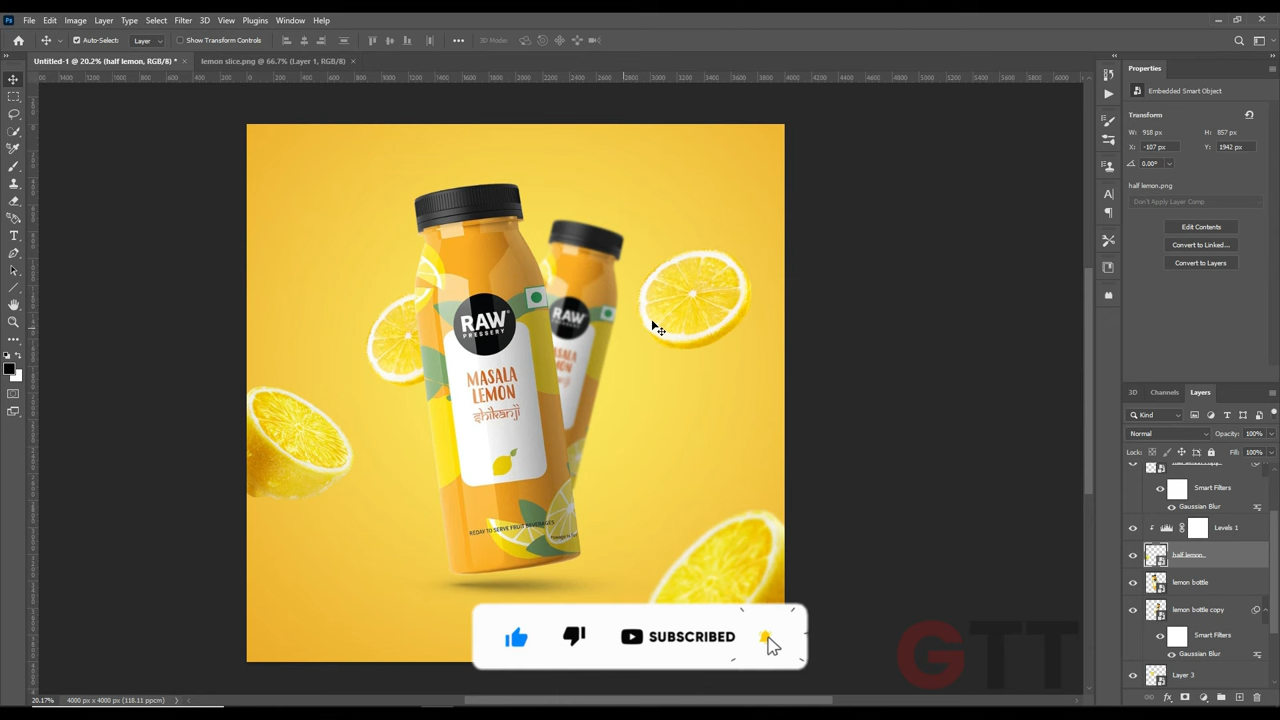 File Edit Image Layer Type Select Filter 3D View Plugins Window Help
Auto-Select: Layer Show Transform Controls 3D Mode:
Untitled-1 @ 20.2% (half lemon, RGB/8) * × lemon slice.png @ 66.7% (Layer 1, RGB/8) ×
Properties
Embedded Smart Object
Transform
W: 918 px H: 857 px
X: -107 px Y: 1942 px
0.00°
half lemon.png
Don't Apply Layer Comp
Edit Contents
Convert to Linked...
Convert to Layers
RAW
PRESSERY
MASALA
LEMON
shikanji
REDAY TO SERVE FRUIT BEVERAGES
RAW
PRESSERY
3D Channels Layers
Kind
Normal Opacity: 100%
Lock: Fill: 100%
Smart Filters
Gaussian Blur
Levels 1
half lemon
lemon bottle
lemon bottle copy
Smart Filters
Gaussian Blur
Layer 3
SUBSCRIBED
GTT
20.17% 4000 px x 4000 px (118.11 ppcm)